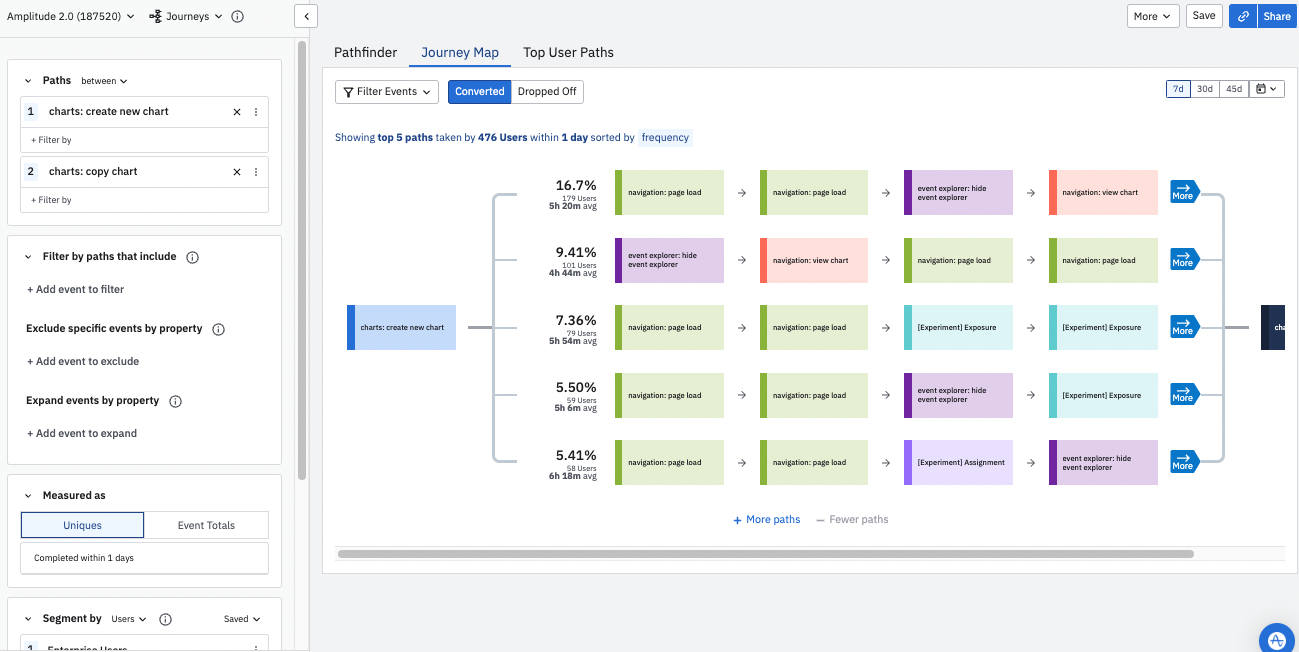 Amplitude 2.0 (187520)
Journeys
More
Save
Share
Paths
between
1
charts: create new chart
+ Filter by
2
charts: copy chart
+ Filter by
Filter by paths that include
+ Add event to filter
Exclude specific events by property
+ Add event to exclude
Expand events by property
+ Add event to expand
Measured as
Uniques
Event Totals
Completed within 1 days
Segment by
Users
Saved
1
Enterprise Users
Pathfinder
Journey Map
Top User Paths
Filter Events
Converted
Dropped Off
7d
30d
45d
Showing top 5 paths taken by 476 Users within 1 day sorted by frequency
charts: create new chart
16.7%
179 Users
5h 20m avg
navigation: page load
navigation: page load
event explorer: hide
event explorer
navigation: view chart
More
9.41%
101 Users
4h 44m avg
event explorer: hide
event explorer
navigation: view chart
navigation: page load
navigation: page load
More
7.36%
79 Users
5h 54m avg
navigation: page load
navigation: page load
[Experiment] Exposure
[Experiment] Exposure
More
cha
5.50%
59 Users
5h 6m avg
navigation: page load
navigation: page load
event explorer: hide
event explorer
[Experiment] Exposure
More
5.41%
58 Users
6h 18m avg
navigation: page load
navigation: page load
[Experiment] Assignment
event explorer: hide
event explorer
More
+ More paths
— Fewer paths